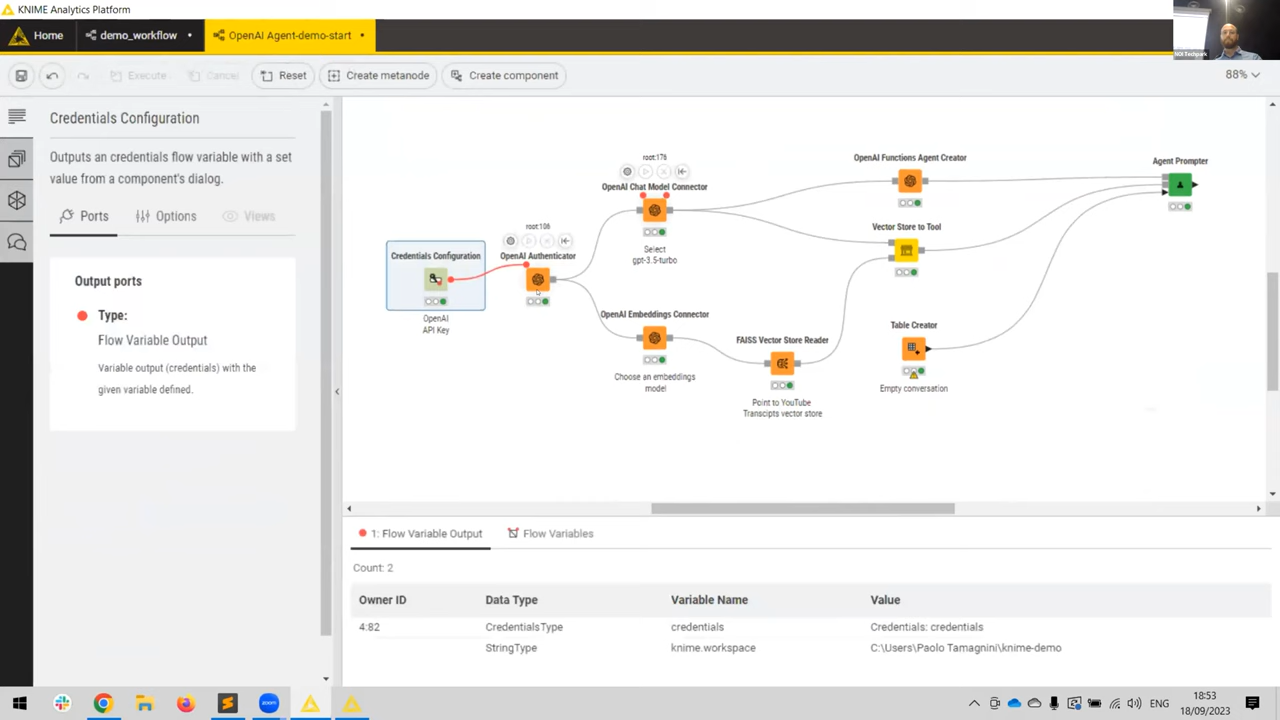 KNIME Analytics Platform
Home
demo_workflow
OpenAI Agent-demo-start
NOI Techpark
Execute
Cancel
Reset
Create metanode
Create component
88%
Credentials Configuration
Outputs an credentials flow variable with a set
value from a component's dialog.
Ports
Options
Views
Output ports
Type:
Flow Variable Output
Variable output (credentials) with the
given variable defined.
root:176
OpenAI Chat Model Connector
Select
gpt-3.5-turbo
OpenAI Functions Agent Creator
Agent Prompter
Vector Store to Tool
root:106
Credentials Configuration
OpenAI Authenticator
OpenAI
API Key
OpenAI Embeddings Connector
Choose an embeddings
model
FAISS Vector Store Reader
Point to YouTube
Transcipts vector store
Table Creator
Empty conversation
1: Flow Variable Output
Flow Variables
Count: 2
Owner ID Data Type Variable Name Value
4:82 CredentialsType credentials Credentials: credentials
StringType knime.workspace C:\Users\Paolo Tamagnini\knime-demo
zoom
ENG
18:53
18/09/2023